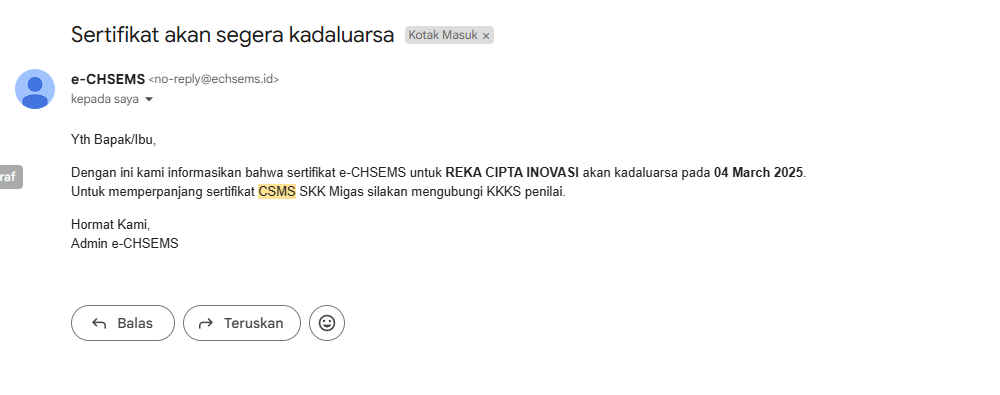 Sertifikat akan segera kadaluarsa Kotak Masuk ×
e-CHSEMS <no-reply@echsems.id>
kepada saya
Yth Bapak/Ibu,
raf
Dengan ini kami informasikan bahwa sertifikat e-CHSEMS untuk REKA CIPTA INOVASI akan kadaluarsa pada 04 March 2025.
Untuk memperpanjang sertifikat CSMS SKK Migas silakan mengubungi KKKS penilai.
Hormat Kami,
Admin e-CHSEMS
Balas Teruskan